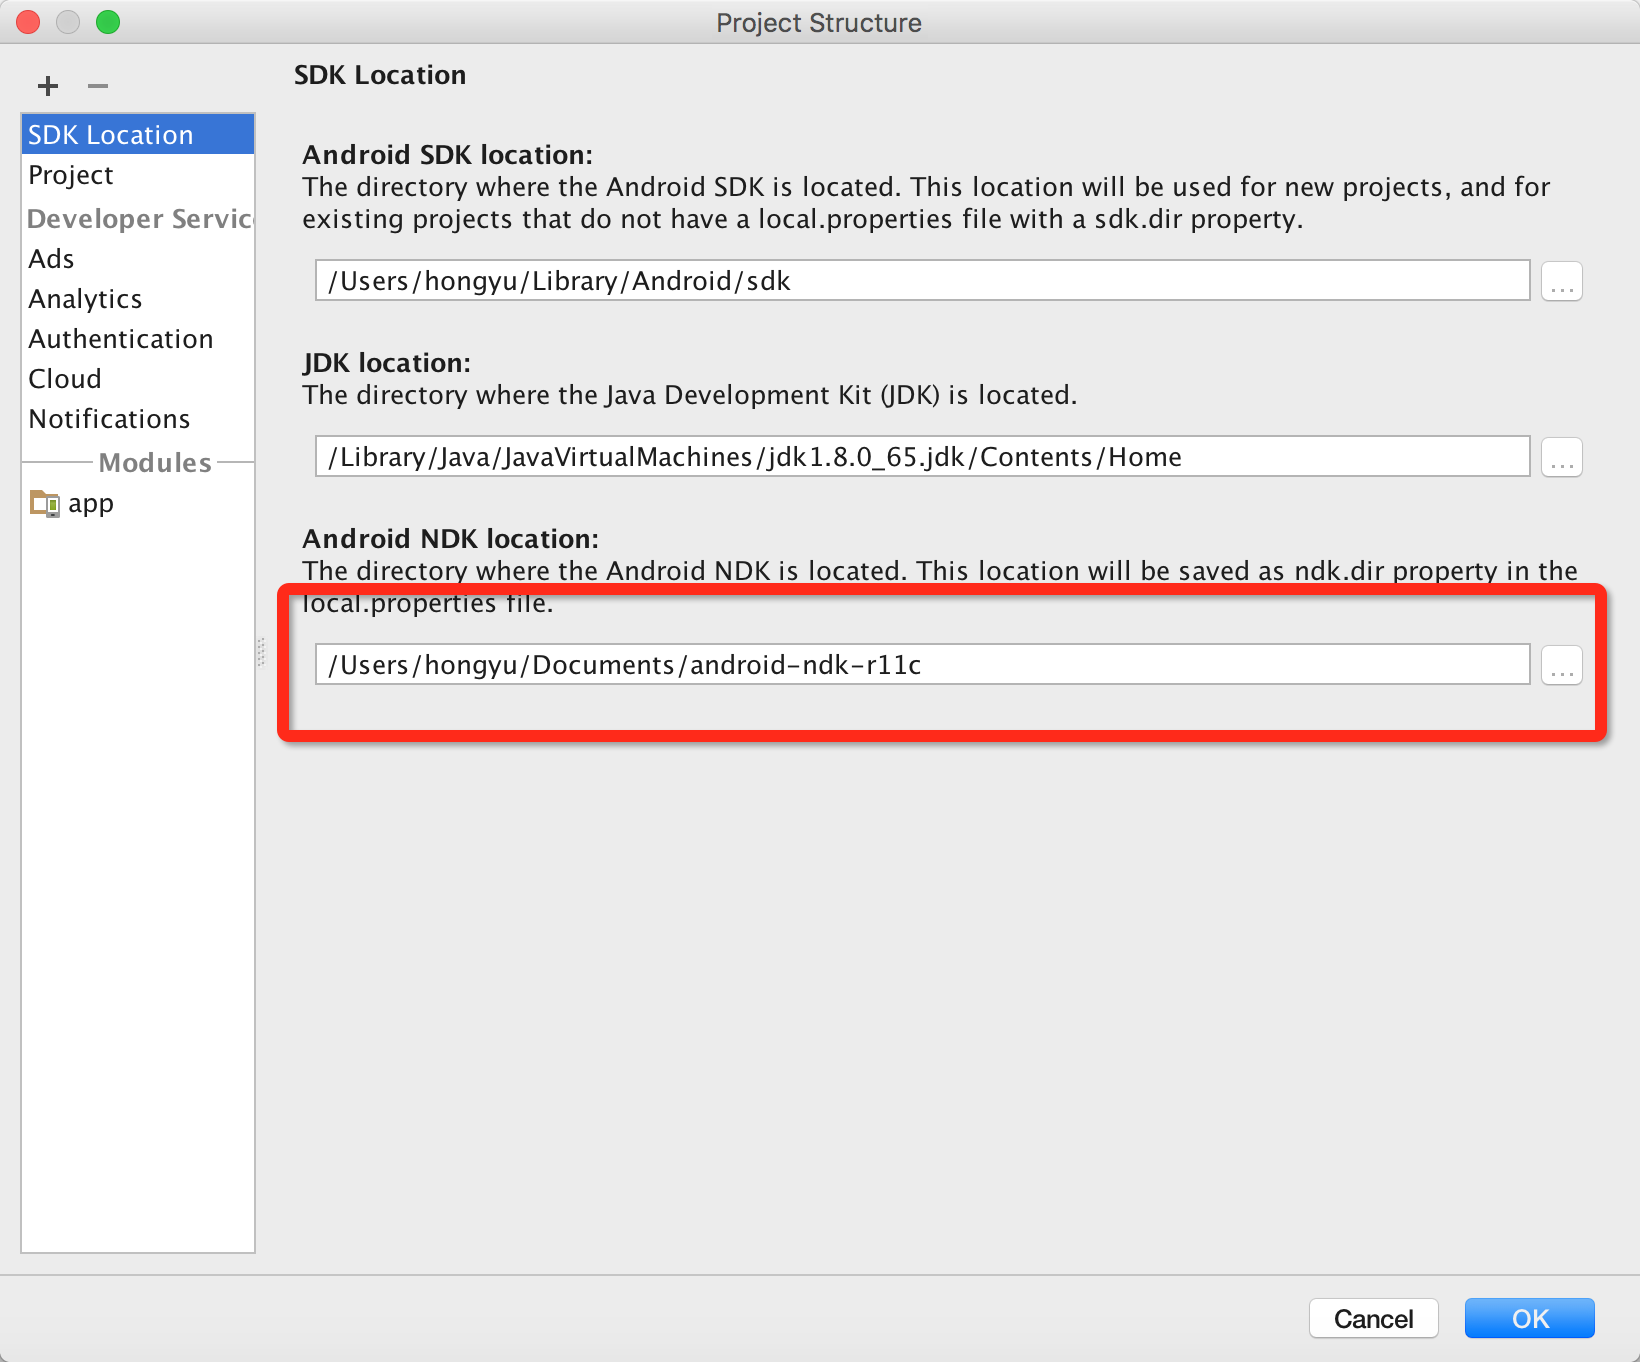 Project Structure
SDK Location
Project
Developer Servic
Ads
Analytics
Authentication
Cloud
Notifications
Modules
app
SDK Location
Android SDK location:
The directory where the Android SDK is located. This location will be used for new projects, and for
existing projects that do not have a local.properties file with a sdk.dir property.
/Users/hongyu/Library/Android/sdk
...
JDK location:
The directory where the Java Development Kit (JDK) is located.
/Library/Java/JavaVirtualMachines/jdk1.8.0_65.jdk/Contents/Home
...
Android NDK location:
The directory where the Android NDK is located. This location will be saved as ndk.dir property in the
local.properties file.
/Users/hongyu/Documents/android-ndk-r11c
...
Cancel
OK